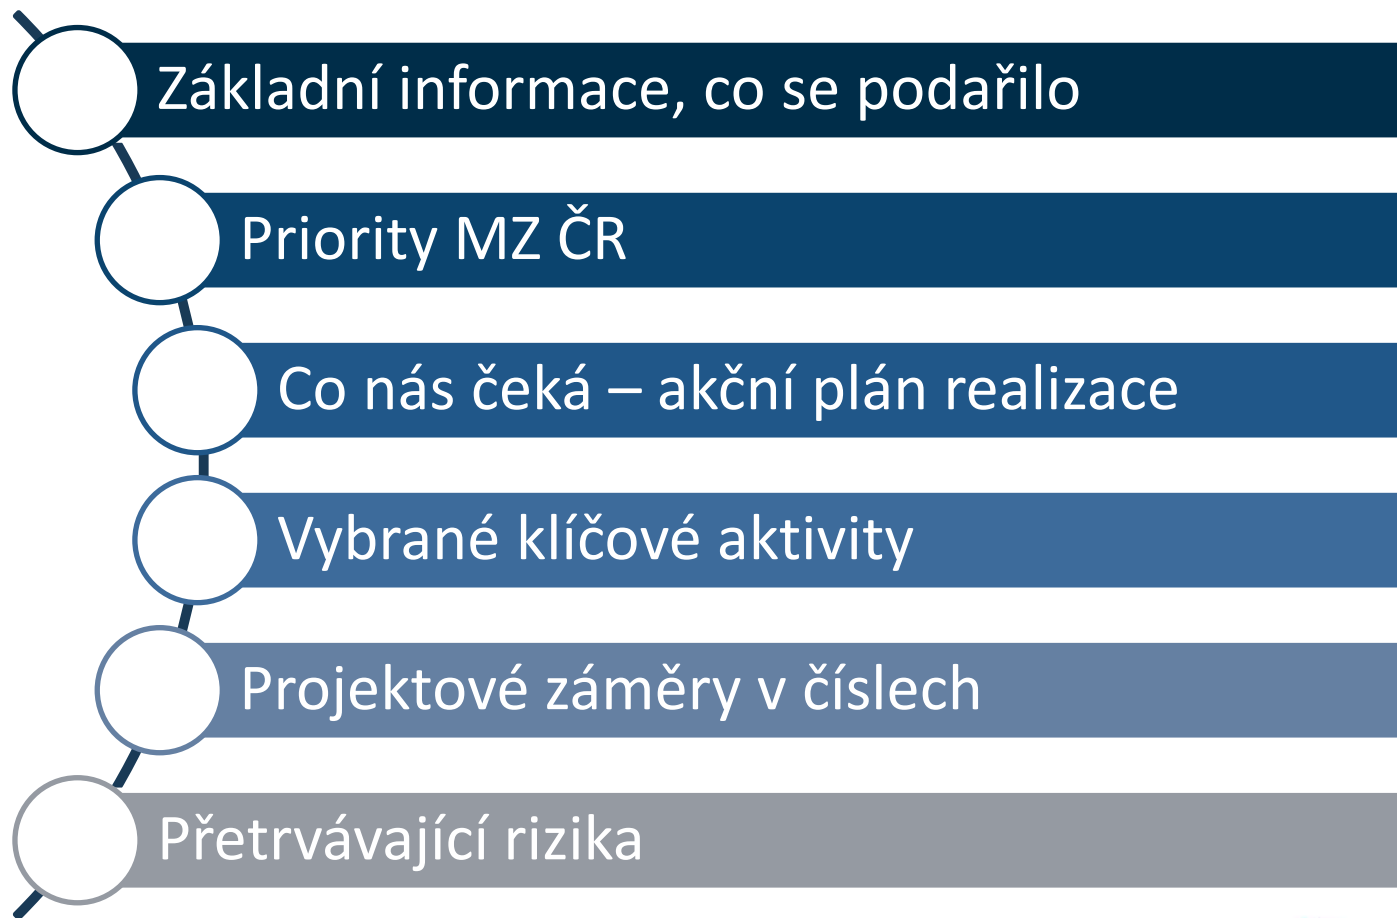 Základní informace, co se podařilo
Priority MZ ČR
Co nás čeká – akční plán realizace
Vybrané klíčové aktivity
Projektové záměry v číslech
Přetrvávající rizika